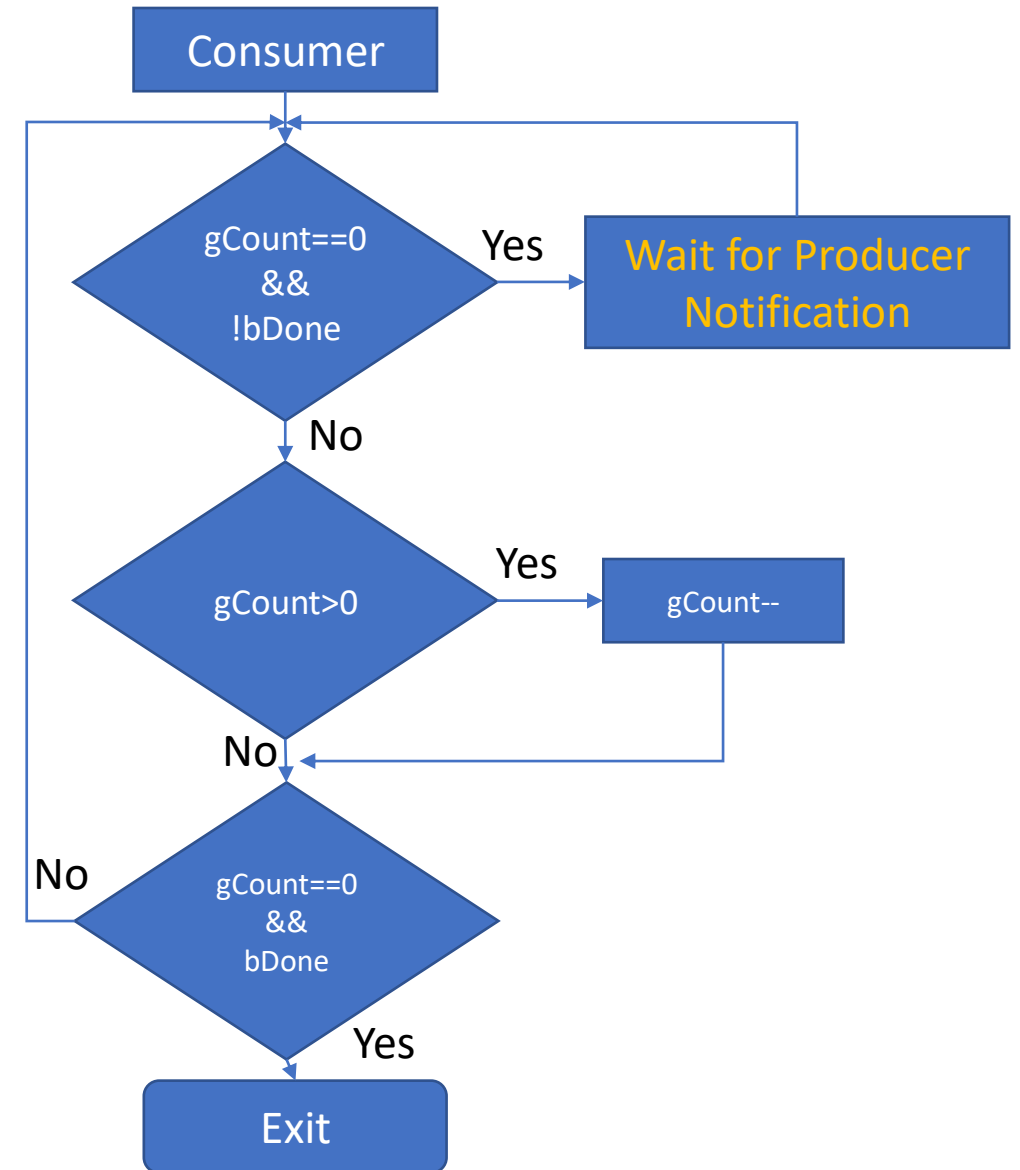 Consumer
gCount==0
&&
!bDone
Yes
Wait for Producer
Notification
No
gCount>0
Yes
gCount--
No
gCount==0
&&
bDone
No
Yes
Exit